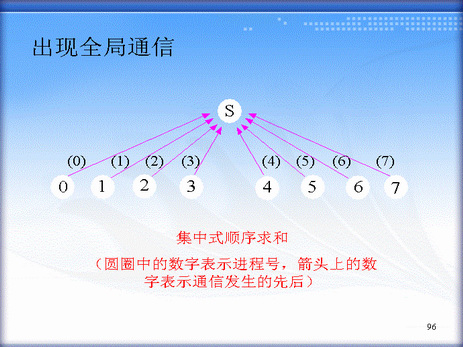 出现全局通信
S
(0) (1) (2) (3) (4) (5) (6) (7)
0 1 2 3 4 5 6 7
集中式顺序求和
（圆圈中的数字表示进程号，箭头上的数
字表示通信发生的先后）
96